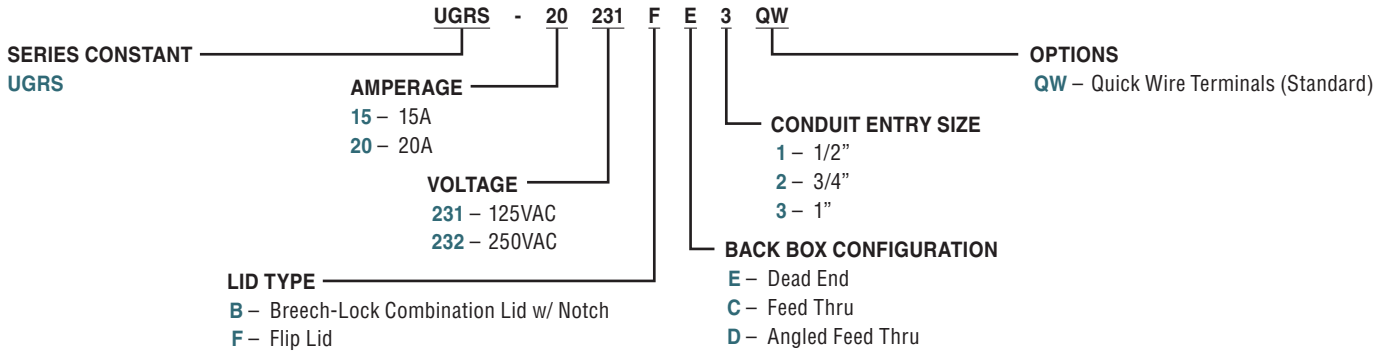 UGRS - 20 231 F E 3 QW
SERIES CONSTANT
UGRS
AMPERAGE
15 – 15A
20 – 20A
VOLTAGE
231 – 125VAC
232 – 250VAC
LID TYPE
B – Breech-Lock Combination Lid w/ Notch
F – Flip Lid
BACK BOX CONFIGURATION
E – Dead End
C – Feed Thru
D – Angled Feed Thru
CONDUIT ENTRY SIZE
1 – 1/2”
2 – 3/4”
3 – 1”
OPTIONS
QW – Quick Wire Terminals (Standard)